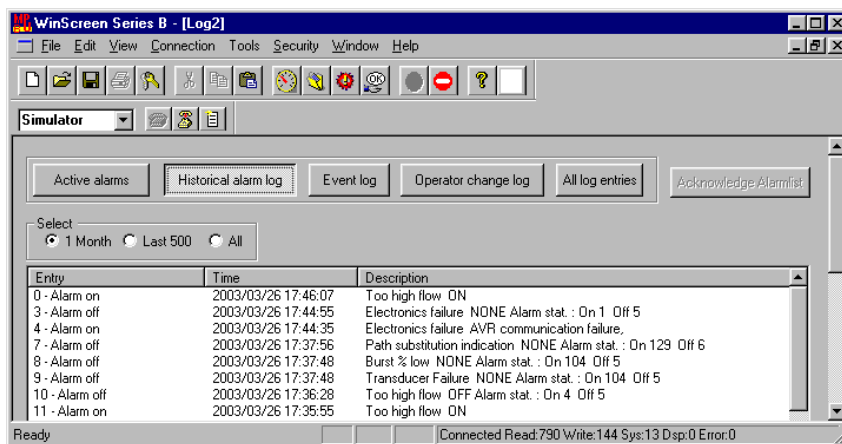 WinScreen Series B - [Log2]
File Edit View Connection Tools Security Window Help
OK
Simulator
Active alarms Historical alarm log Event log Operator change log All log entries Acknowledge Alarmlist
Select
1 Month Last 500 All
Entry Time Description
0 - Alarm on 2003/03/26 17:46:07 Too high flow ON
3 - Alarm off 2003/03/26 17:44:55 Electronics failure NONE Alarm stat. : On 1 Off 5
4 - Alarm on 2003/03/26 17:44:35 Electronics failure AVR communication failure,
7 - Alarm off 2003/03/26 17:37:56 Path substitution indication NONE Alarm stat. : On 129 Off 6
8 - Alarm off 2003/03/26 17:37:48 Burst % low NONE Alarm stat. : On 104 Off 5
9 - Alarm off 2003/03/26 17:37:48 Transducer Failure NONE Alarm stat. : On 104 Off 5
10 - Alarm off 2003/03/26 17:36:28 Too high flow OFF Alarm stat. : On 4 Off 5
11 - Alarm on 2003/03/26 17:35:55 Too high flow ON
Ready Connected Read:790 Write:144 Sys:13 Dsp:0 Error:0